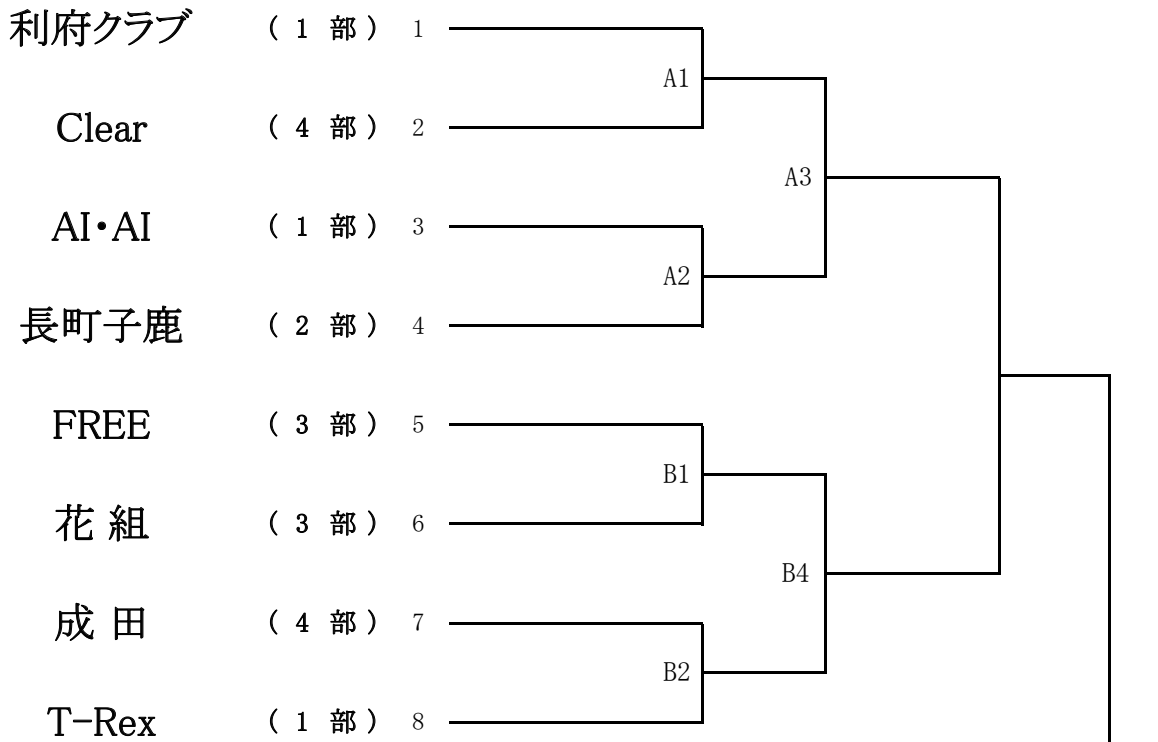 利府クラブ ( 1 部 ) 1
A1
Clear ( 4 部 ) 2
A3
AI・AI ( 1 部 ) 3
A2
長町子鹿 ( 2 部 ) 4
FREE ( 3 部 ) 5
B1
花 組 ( 3 部 ) 6
B4
成 田 ( 4 部 ) 7
B2
T-Rex ( 1 部 ) 8